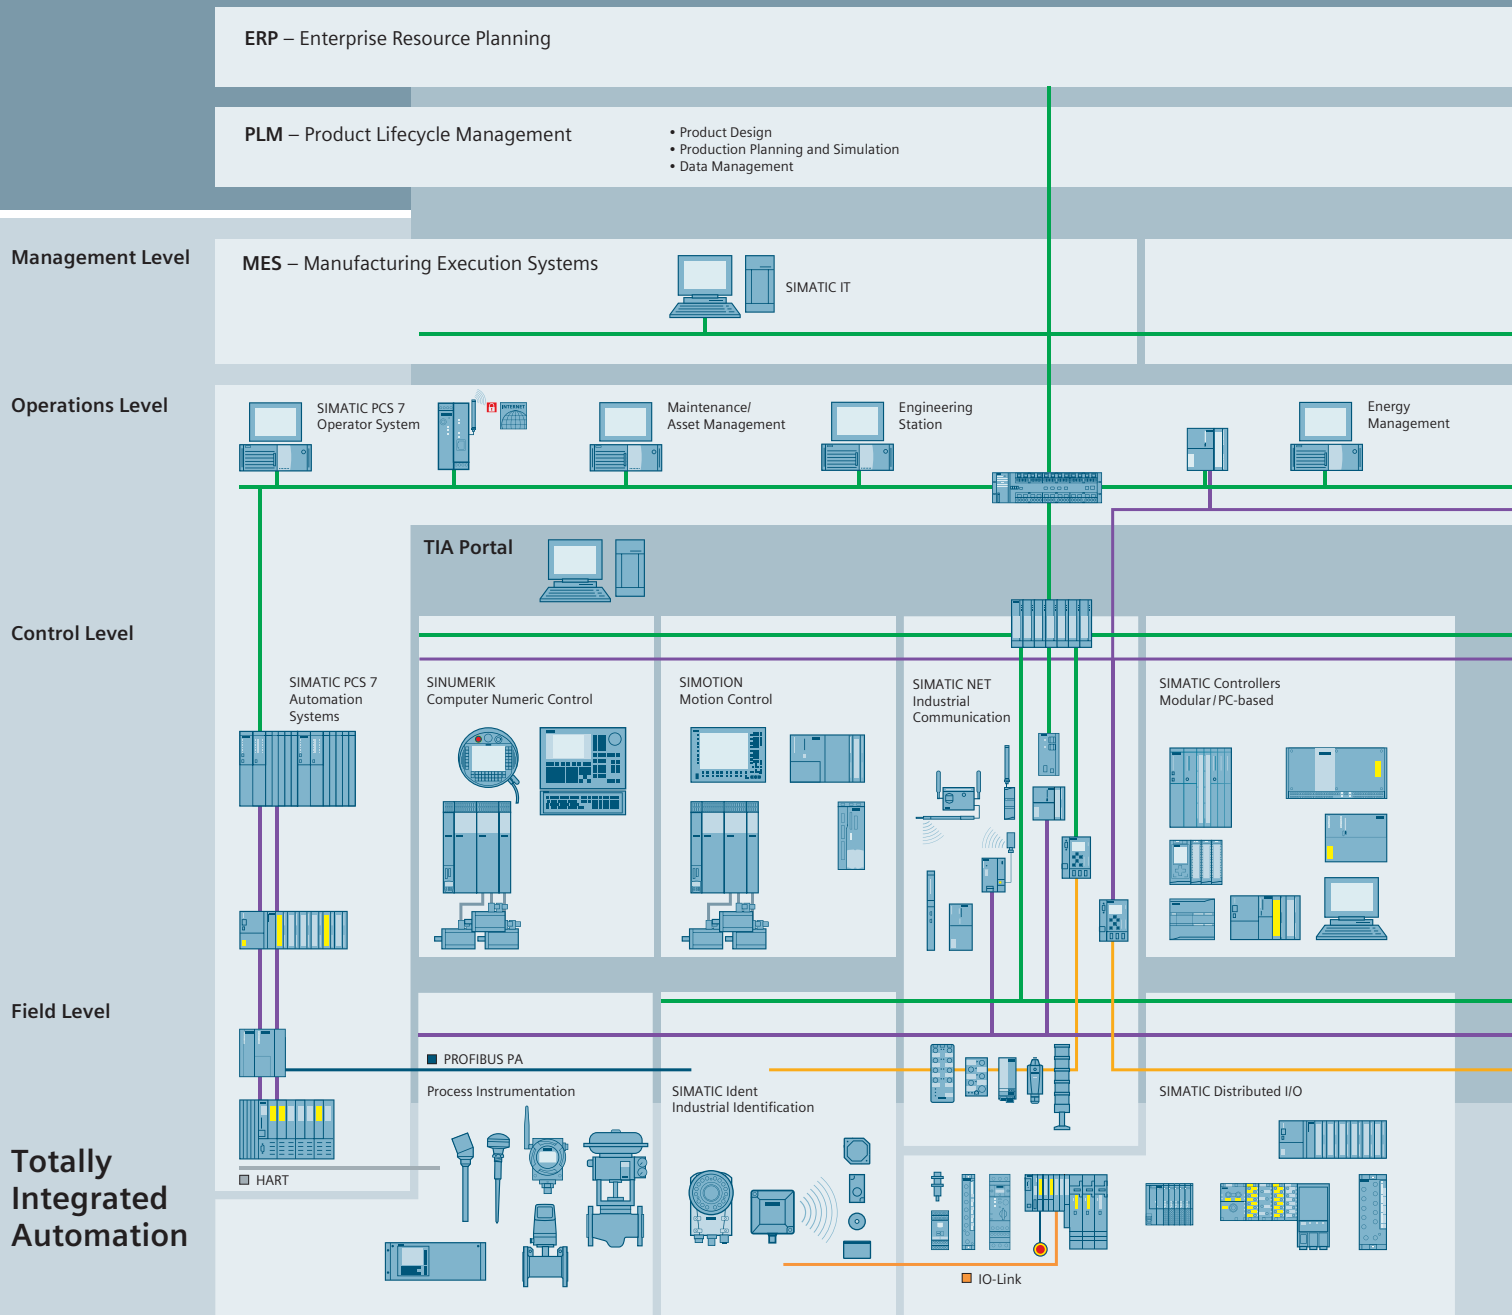 ERP – Enterprise Resource Planning
PLM – Product Lifecycle Management
• Product Design
• Production Planning and Simulation
• Data Management
Management Level
MES – Manufacturing Execution Systems
SIMATIC IT
Operations Level
SIMATIC PCS 7
Operator System
INTERNET
Maintenance/
Asset Management
Engineering
Station
Energy
Management
TIA Portal
Control Level
SIMATIC PCS 7
Automation
Systems
SINUMERIK
Computer Numeric Control
SIMOTION
Motion Control
SIMATIC NET
Industrial
Communication
SIMATIC Controllers
Modular/PC-based
Field Level
PROFIBUS PA
Process Instrumentation
SIMATIC Ident
Industrial Identification
SIMATIC Distributed I/O
HART
IO-Link
Totally
Integrated
Automation